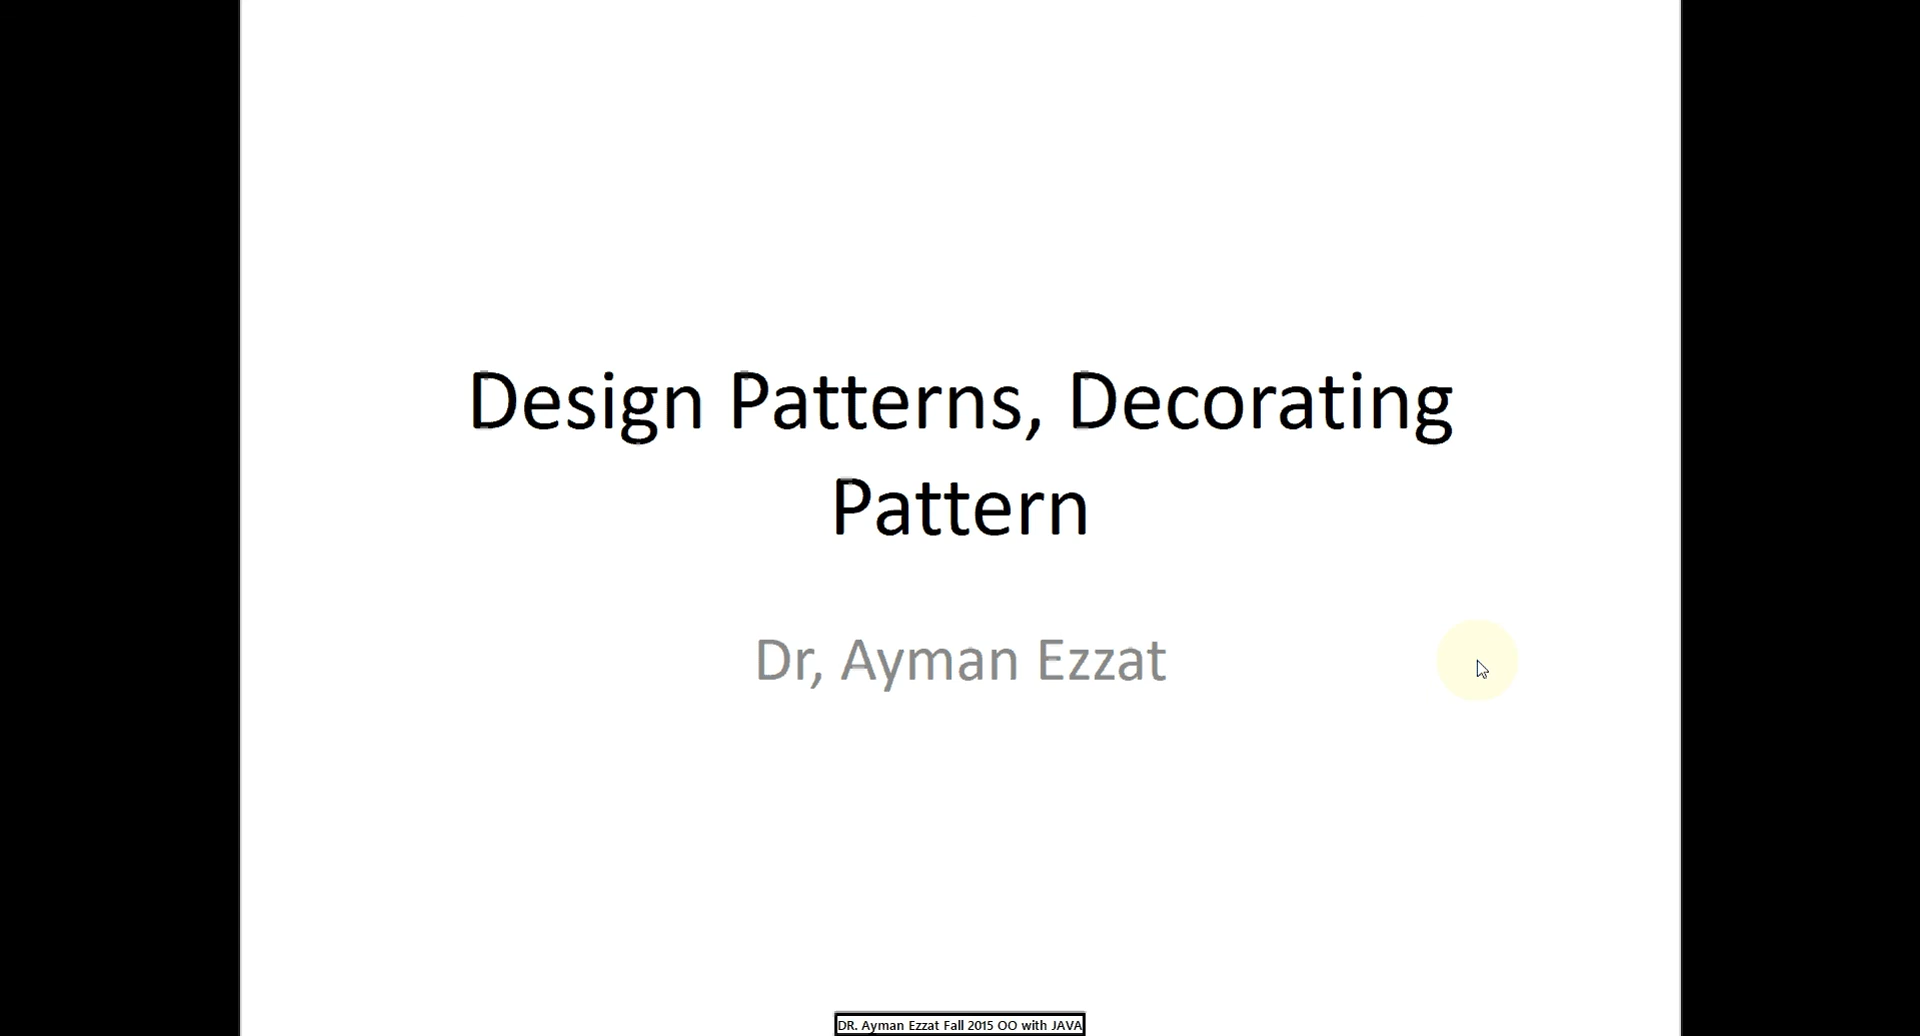 Design Patterns, Decorating
Pattern
Dr, Ayman Ezzat
DR. Ayman Ezzat Fall 2015 OO with JAVA